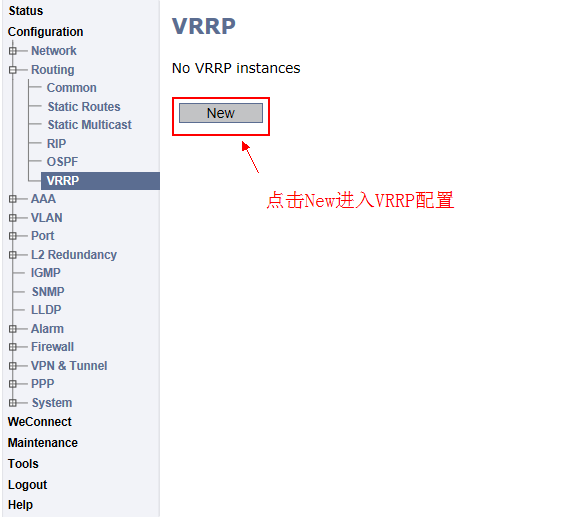 Status
Configuration
Network
Routing
Common
Static Routes
Static Multicast
RIP
OSPF
VRRP
AAA
VLAN
Port
L2 Redundancy
IGMP
SNMP
LLDP
Alarm
Firewall
VPN & Tunnel
PPP
System
WeConnect
Maintenance
Tools
Logout
Help
VRRP
No VRRP instances
New
点击New进入VRRP配置